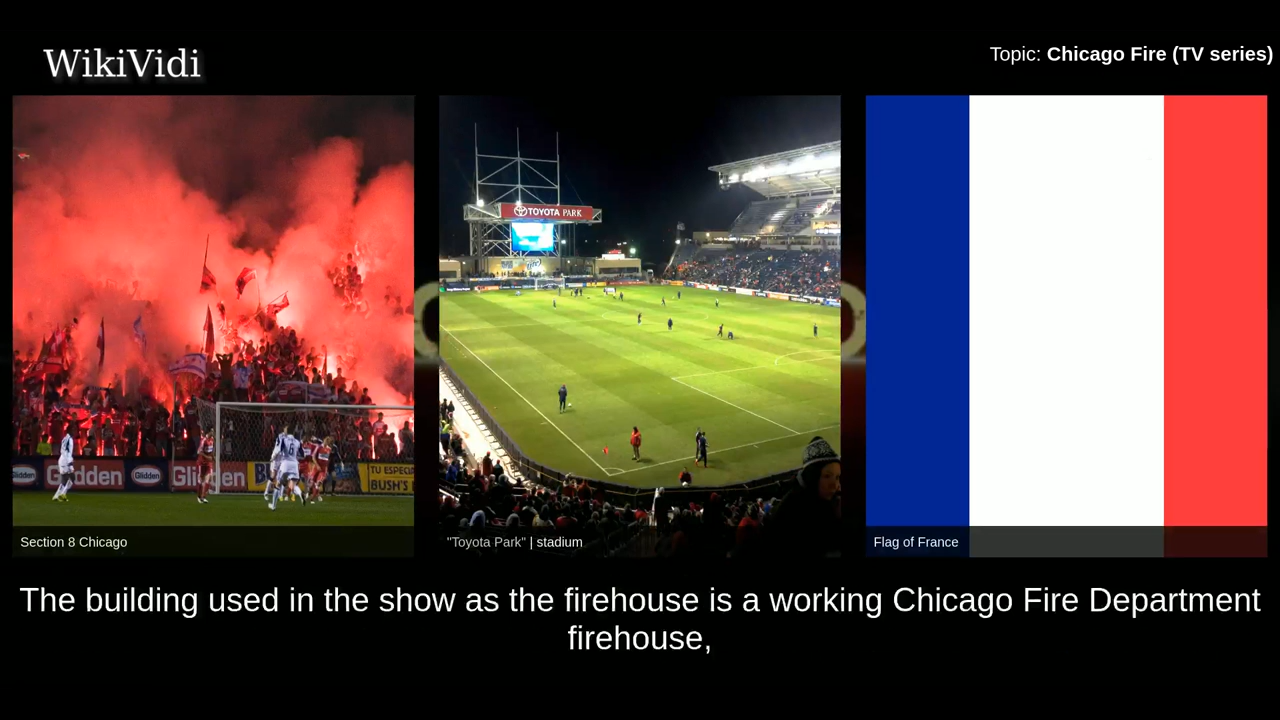 WikiVidi
Topic: Chicago Fire (TV series)
TOYOTA PARK
Glidden
Glidden
Glidden
Glidden
TU ESPECIA
BUSH'S
Section 8 Chicago
"Toyota Park" | stadium
Flag of France
The building used in the show as the firehouse is a working Chicago Fire Department
firehouse,